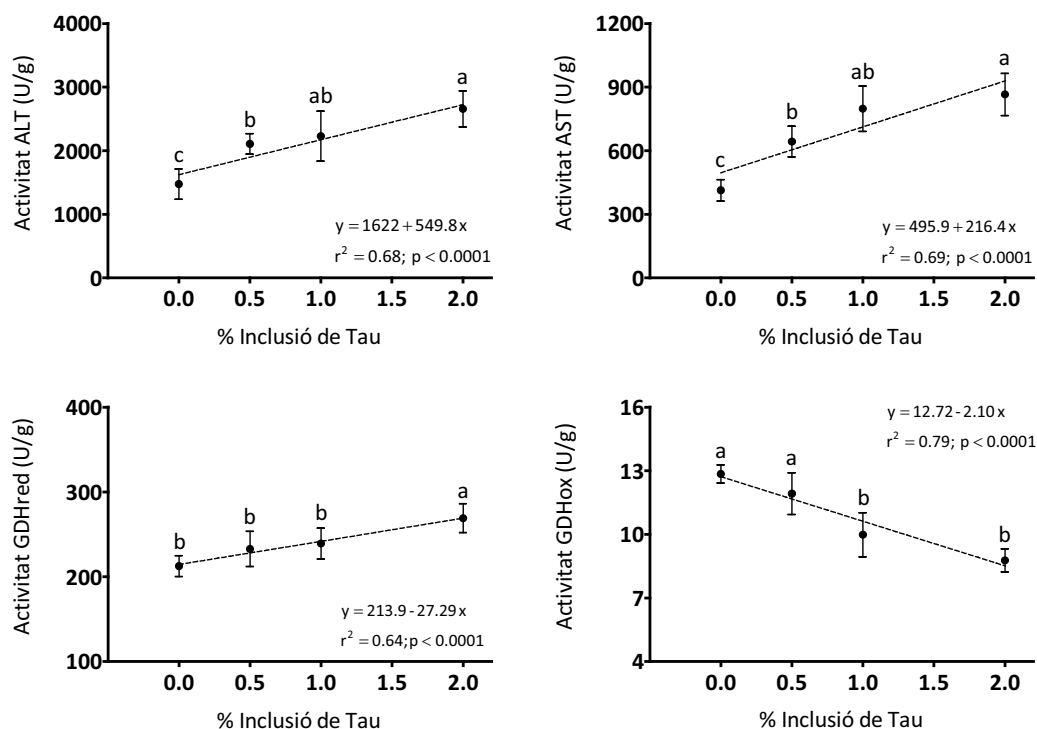 Activitat ALT (U/g)
4000
3000
2000
1000
0
c
b
ab
a
y = 1622 + 549.8 x
r² = 0.68; p < 0.0001
0.0 0.5 1.0 1.5 2.0
% Inclusió de Tau
Activitat AST (U/g)
1200
900
600
300
0
c
b
ab
a
y = 495.9 + 216.4 x
r² = 0.69; p < 0.0001
0.0 0.5 1.0 1.5 2.0
% Inclusió de Tau
Activitat GDHred (U/g)
400
300
200
100
b
b
b
a
y = 213.9 - 27.29 x
r² = 0.64; p < 0.0001
0.0 0.5 1.0 1.5 2.0
% Inclusió de Tau
Activitat GDHox (U/g)
16
13
10
7
4
y = 12.72 - 2.10 x
r² = 0.79; p < 0.0001
a
a
b
b
0.0 0.5 1.0 1.5 2.0
% Inclusió de Tau